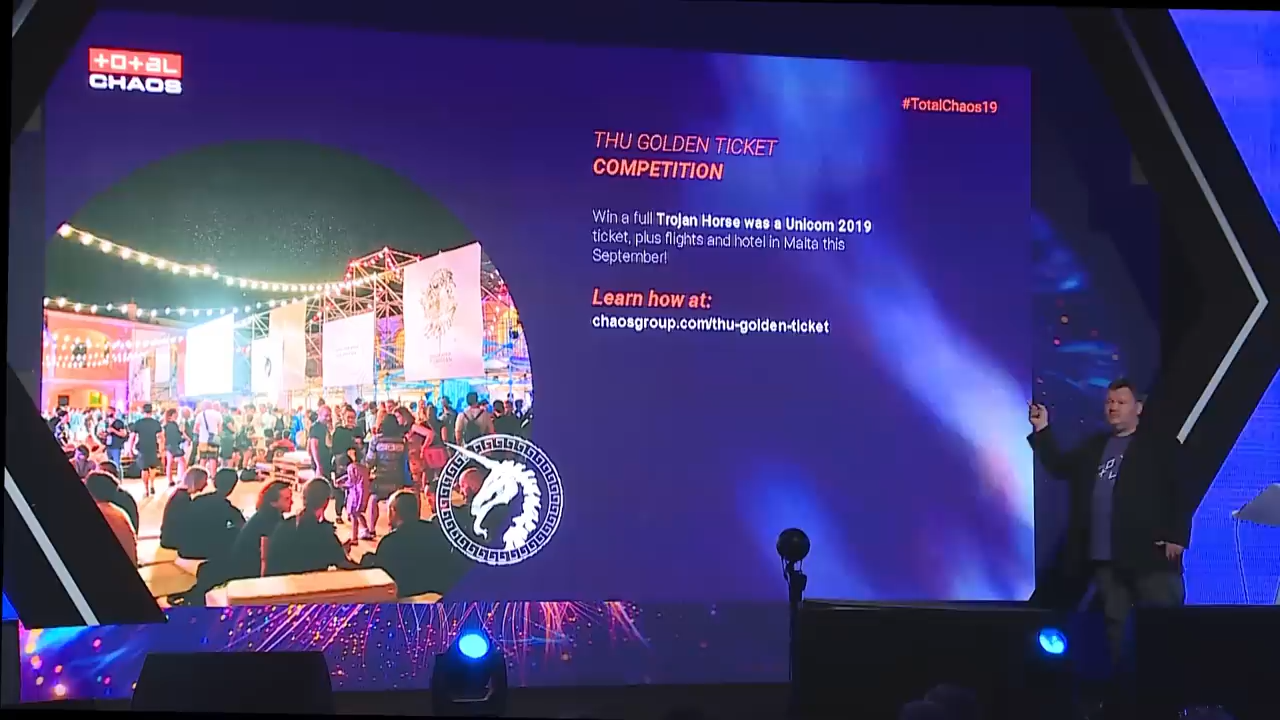 +O+aL
CHAOS
#TotalChaos19
THU GOLDEN TICKET
COMPETITION
Win a full Trojan Horse was a Unicorn 2019
ticket, plus flights and hotel in Malta this
September!
Learn how at:
chaosgroup.com/thu-golden-ticket